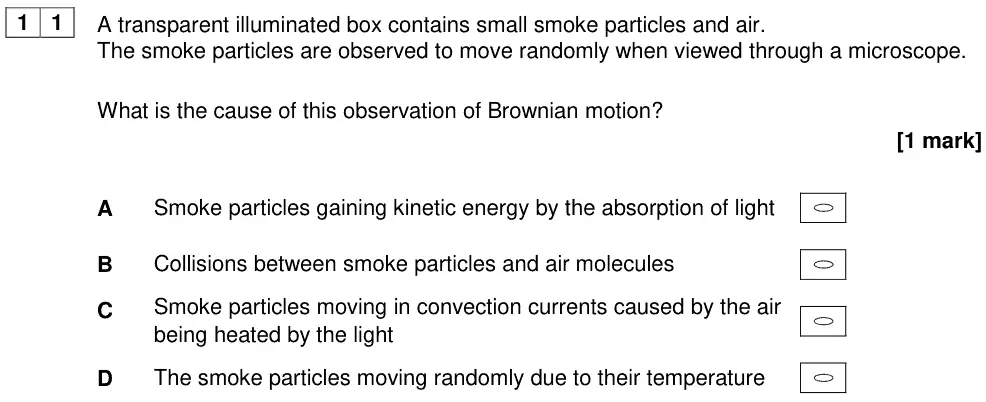 1 1 A transparent illuminated box contains small smoke particles and air.
The smoke particles are observed to move randomly when viewed through a microscope.
What is the cause of this observation of Brownian motion?
[1 mark]
A Smoke particles gaining kinetic energy by the absorption of light
B Collisions between smoke particles and air molecules
C Smoke particles moving in convection currents caused by the air
being heated by the light
D The smoke particles moving randomly due to their temperature